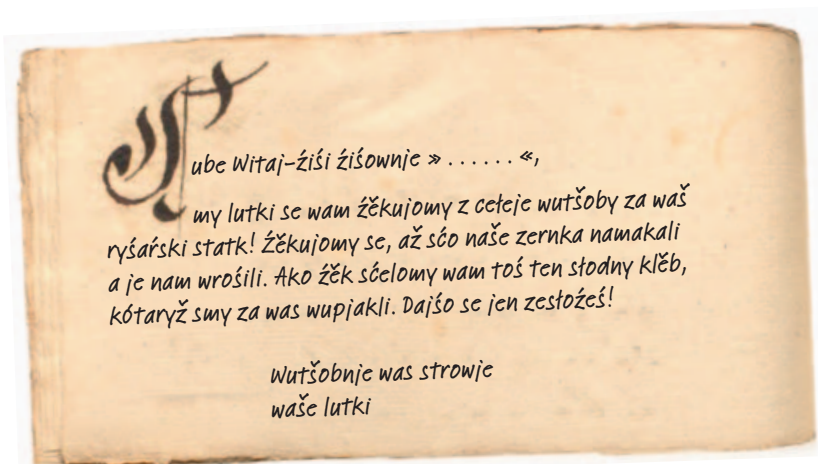 Lube Witaj-źiśi źiśownje » . . . . . . «,
my lutki se wam źěkujomy z cełeje wutšoby za waš
ryśaŕski statk! Źěkujomy se, až sćo naše zernka namakali
a je nam wrośili. Ako źěk sćelomy wam toś ten słodny klěb,
kótaryž smy za was wupjakli. Dajśo se jen zesłoźeś!
Wutšobnje was strowje
waše lutki